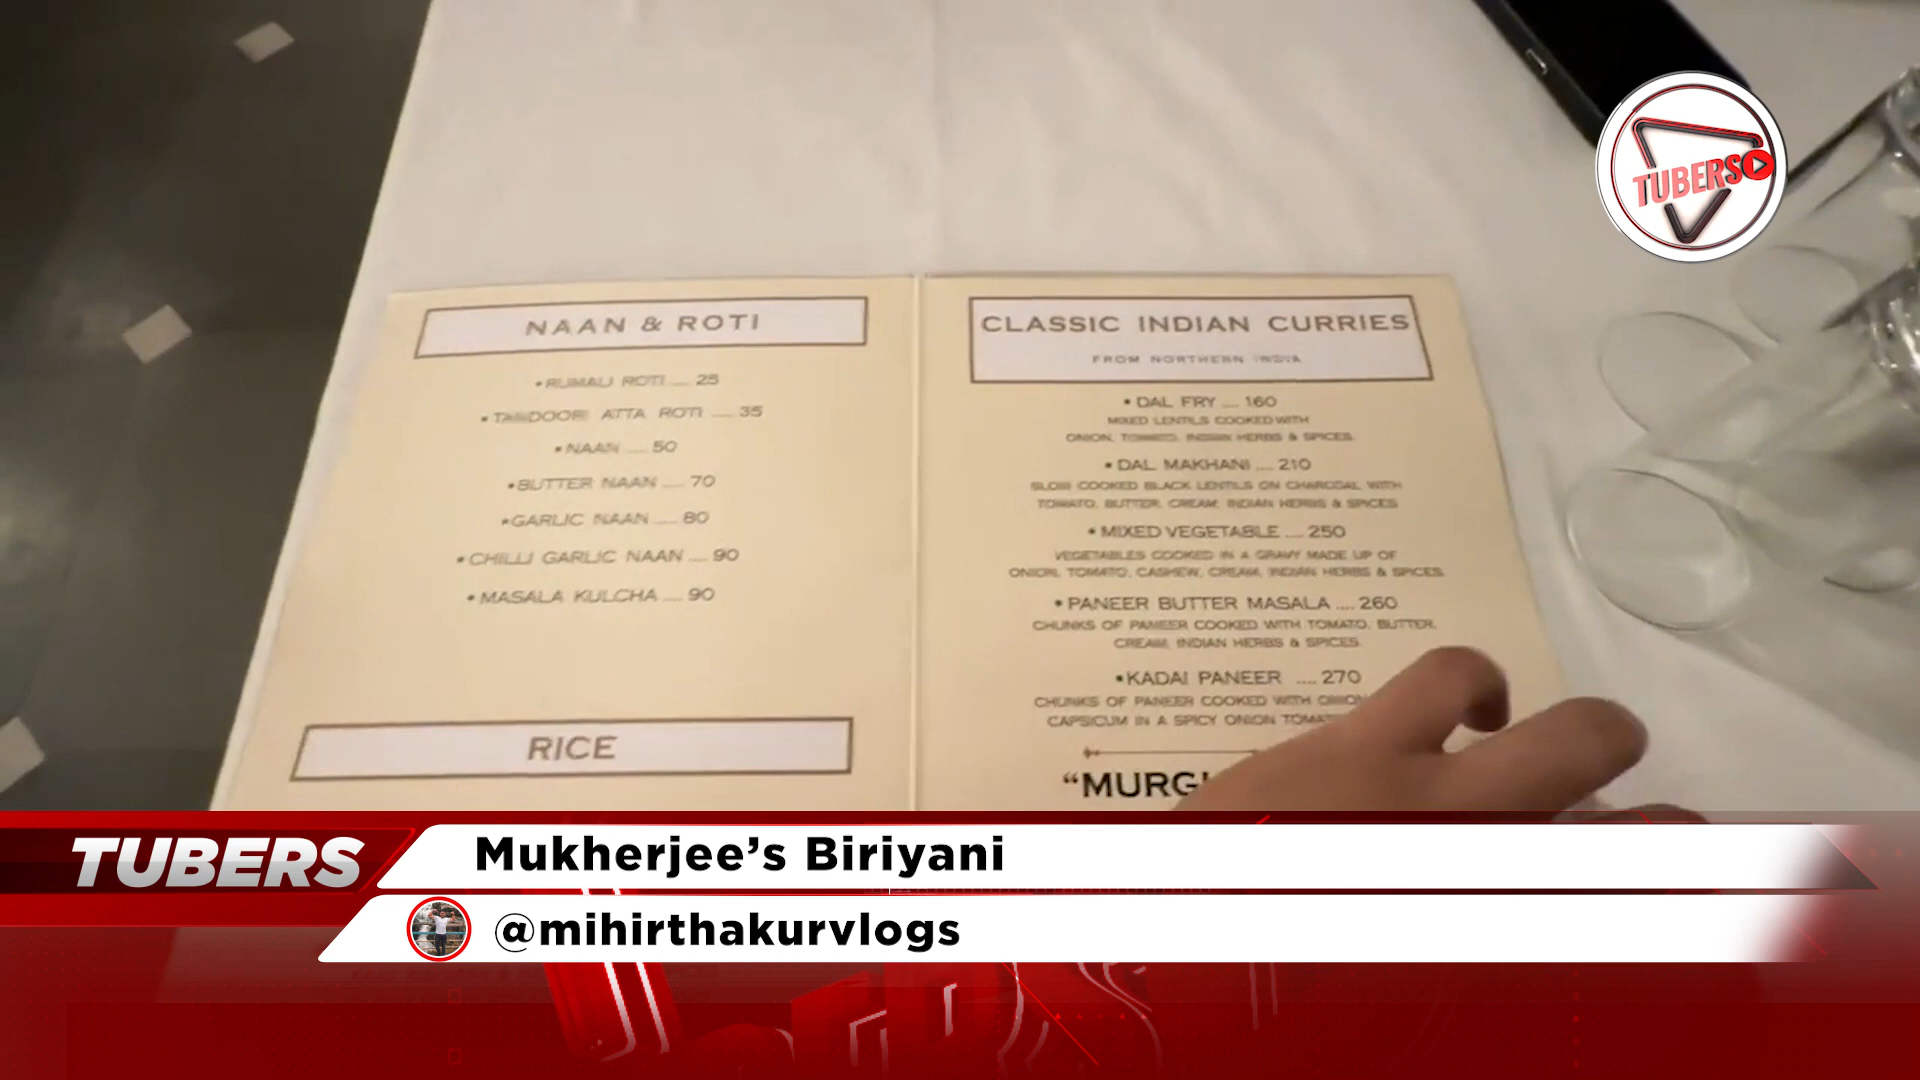 TUBERS
NAAN & ROTI
• RUMALI ROTI .... 25
• TANDOORI ATTA ROTI .... 35
• NAAN .... 50
• BUTTER NAAN .... 70
• GARLIC NAAN .... 80
• CHILLI GARLIC NAAN .... 90
• MASALA KULCHA .... 90
RICE
CLASSIC INDIAN CURRIES
FROM NORTHERN INDIA
• DAL FRY .... 160
MIXED LENTILS COOKED WITH
ONION, TOMATO, INDIAN HERBS & SPICES.
• DAL MAKHANI .... 210
SLOW COOKED BLACK LENTILS ON CHARCOAL WITH
TOMATO, BUTTER, CREAM, INDIAN HERBS & SPICES
• MIXED VEGETABLE .... 250
VEGETABLES COOKED IN A GRAVY MADE UP OF
ONION, TOMATO, CASHEW, CREAM, INDIAN HERBS & SPICES.
• PANEER BUTTER MASALA .... 260
CHUNKS OF PANEER COOKED WITH TOMATO, BUTTER,
CREAM, INDIAN HERBS & SPICES.
• KADAI PANEER .... 270
CHUNKS OF PANEER COOKED WITH ONION
CAPSICUM IN A SPICY ONION
"MURG
TUBERS
Mukherjee's Biriyani
@mihirthakurvlogs